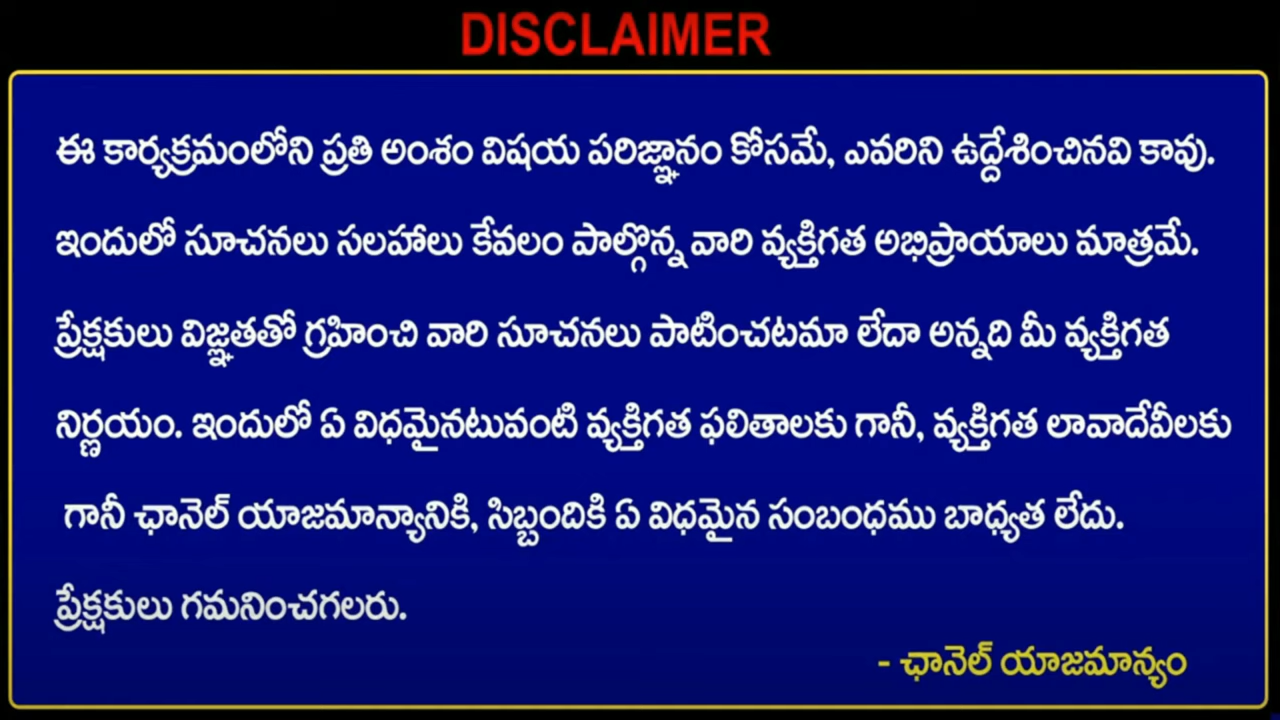 DISCLAIMER
ఈ కార్యక్రమంలోని ప్రతి అంశం విషయ పరిజ్ఞానం కోసమే, ఎవరిని ఉద్దేశించినవి కావు.
ఇందులో సూచనలు సలహాలు కేవలం పాల్గొన్న వారి వ్యక్తిగత అభిప్రాయాలు మాత్రమే.
ప్రేక్షకులు విజ్ఞతతో గ్రహించి వారి సూచనలు పాటించటమా లేదా అన్నది మీ వ్యక్తిగత
నిర్ణయం. ఇందులో ఏ విధమైనటువంటి వ్యక్తిగత ఫలితాలకు గానీ, వ్యక్తిగత లావాదేవీలకు
గానీ ఛానెల్ యాజమాన్యానికి, సిబ్బందికి ఏ విధమైన సంబంధము బాధ్యత లేదు.
ప్రేక్షకులు గమనించగలరు.
- ఛానెల్ యాజమాన్యం